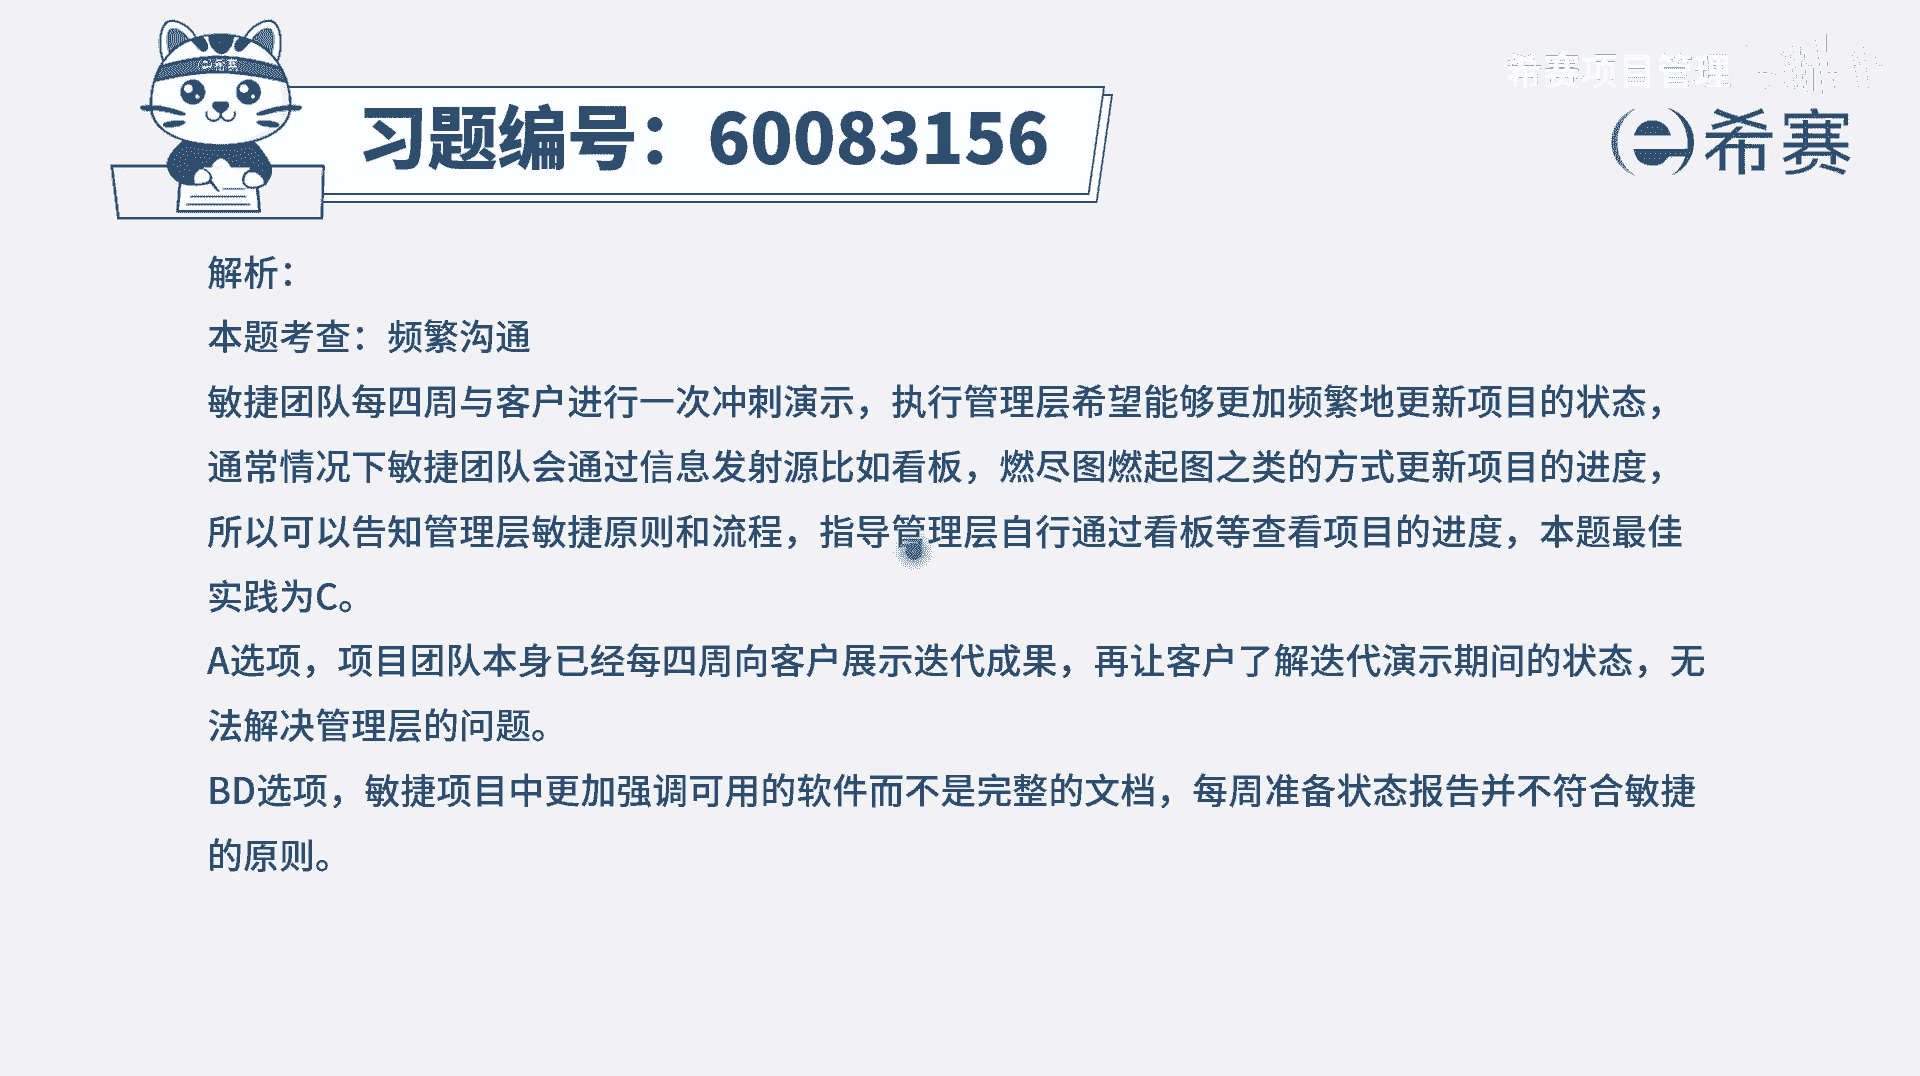 希赛项目管理
e希赛
习题编号：60083156
e希赛
解析：
本题考查：频繁沟通
敏捷团队每四周与客户进行一次冲刺演示，执行管理层希望能够更加频繁地更新项目的状态，
通常情况下敏捷团队会通过信息发射源比如看板，燃尽图燃起图之类的方式更新项目的进度，
所以可以告知管理层敏捷原则和流程，指导管理层自行通过看板等查看项目的进度，本题最佳
实践为C。
A选项，项目团队本身已经每四周向客户展示迭代成果，再让客户了解迭代演示期间的状态，无
法解决管理层的问题。
BD选项，敏捷项目中更加强调可用的软件而不是完整的文档，每周准备状态报告并不符合敏捷
的原则。